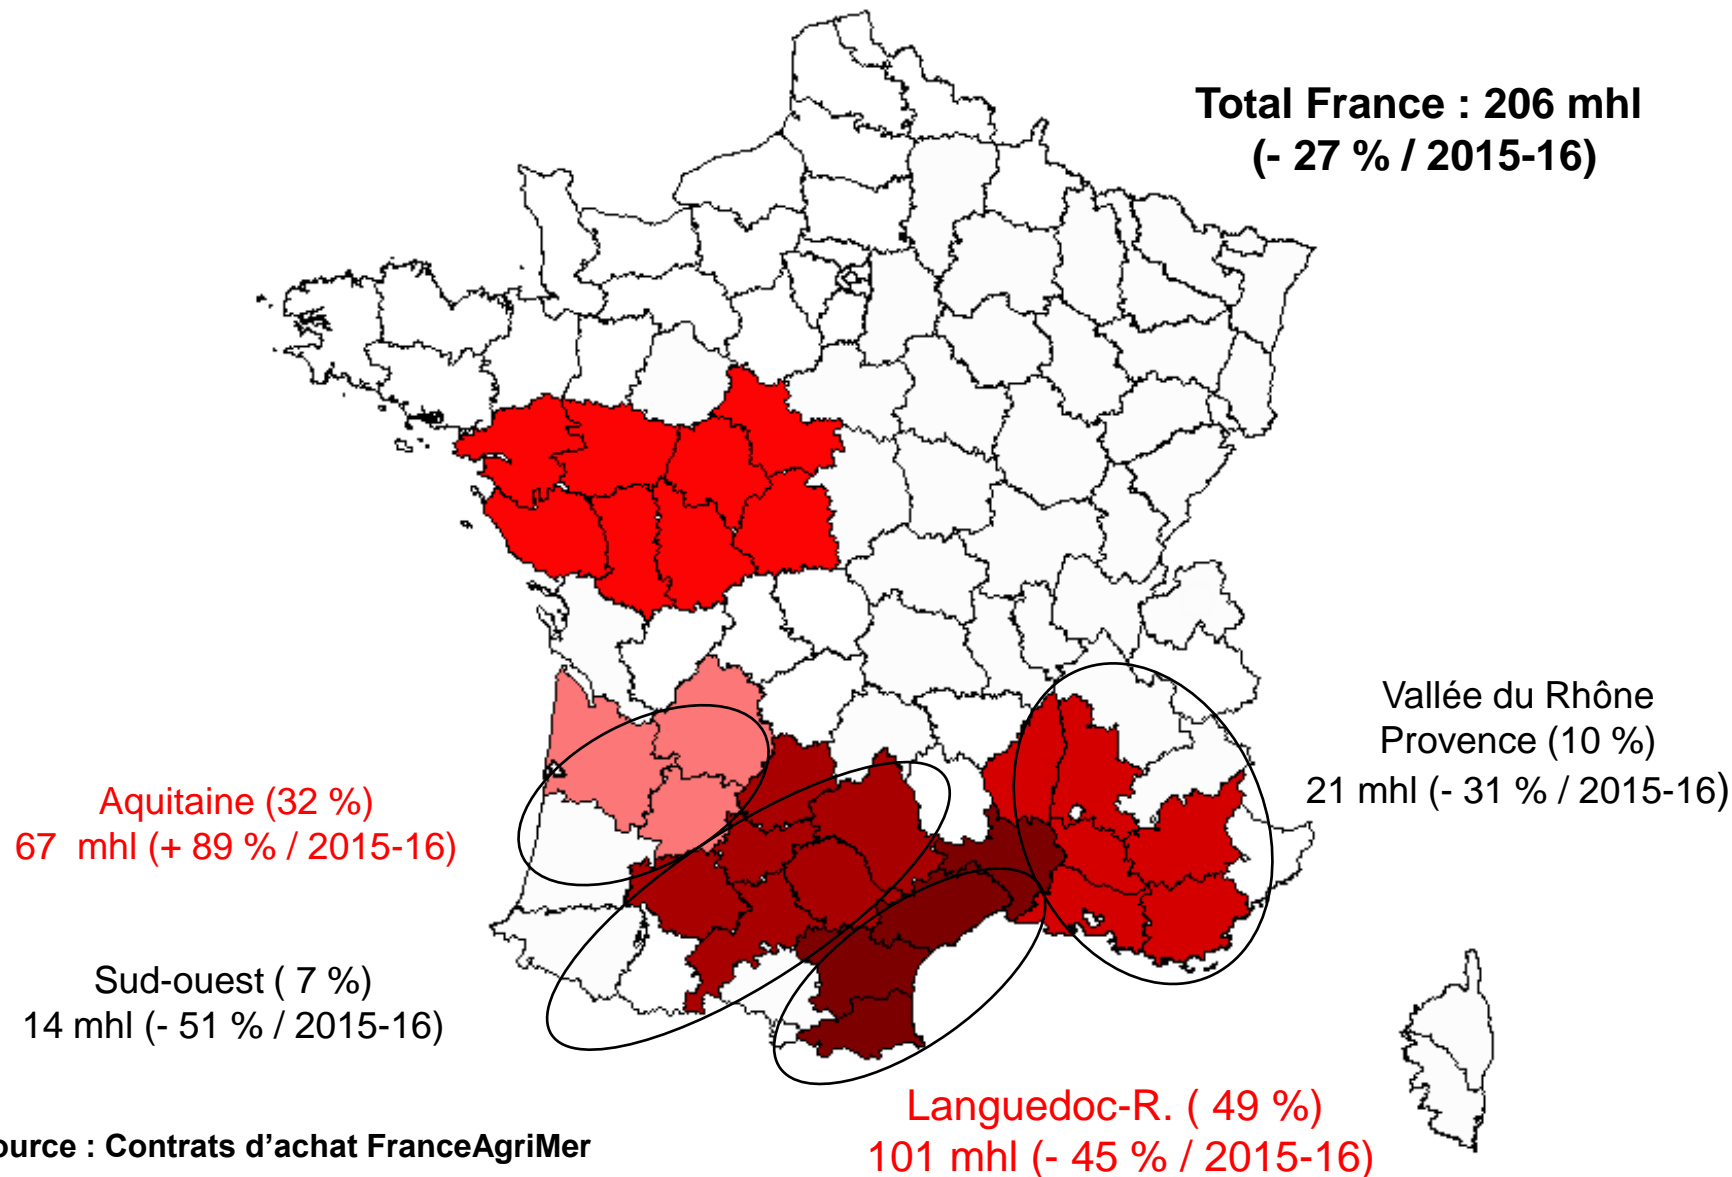 Total France : 206 mhl
(- 27 % / 2015-16)
Vallée du Rhône
Provence (10 %)
21 mhl (- 31 % / 2015-16)
Aquitaine (32 %)
67 mhl (+ 89 % / 2015-16)
Sud-ouest ( 7 %)
14 mhl (- 51 % / 2015-16)
Languedoc-R. ( 49 %)
101 mhl (- 45 % / 2015-16)
ource : Contrats d’achat FranceAgriMer